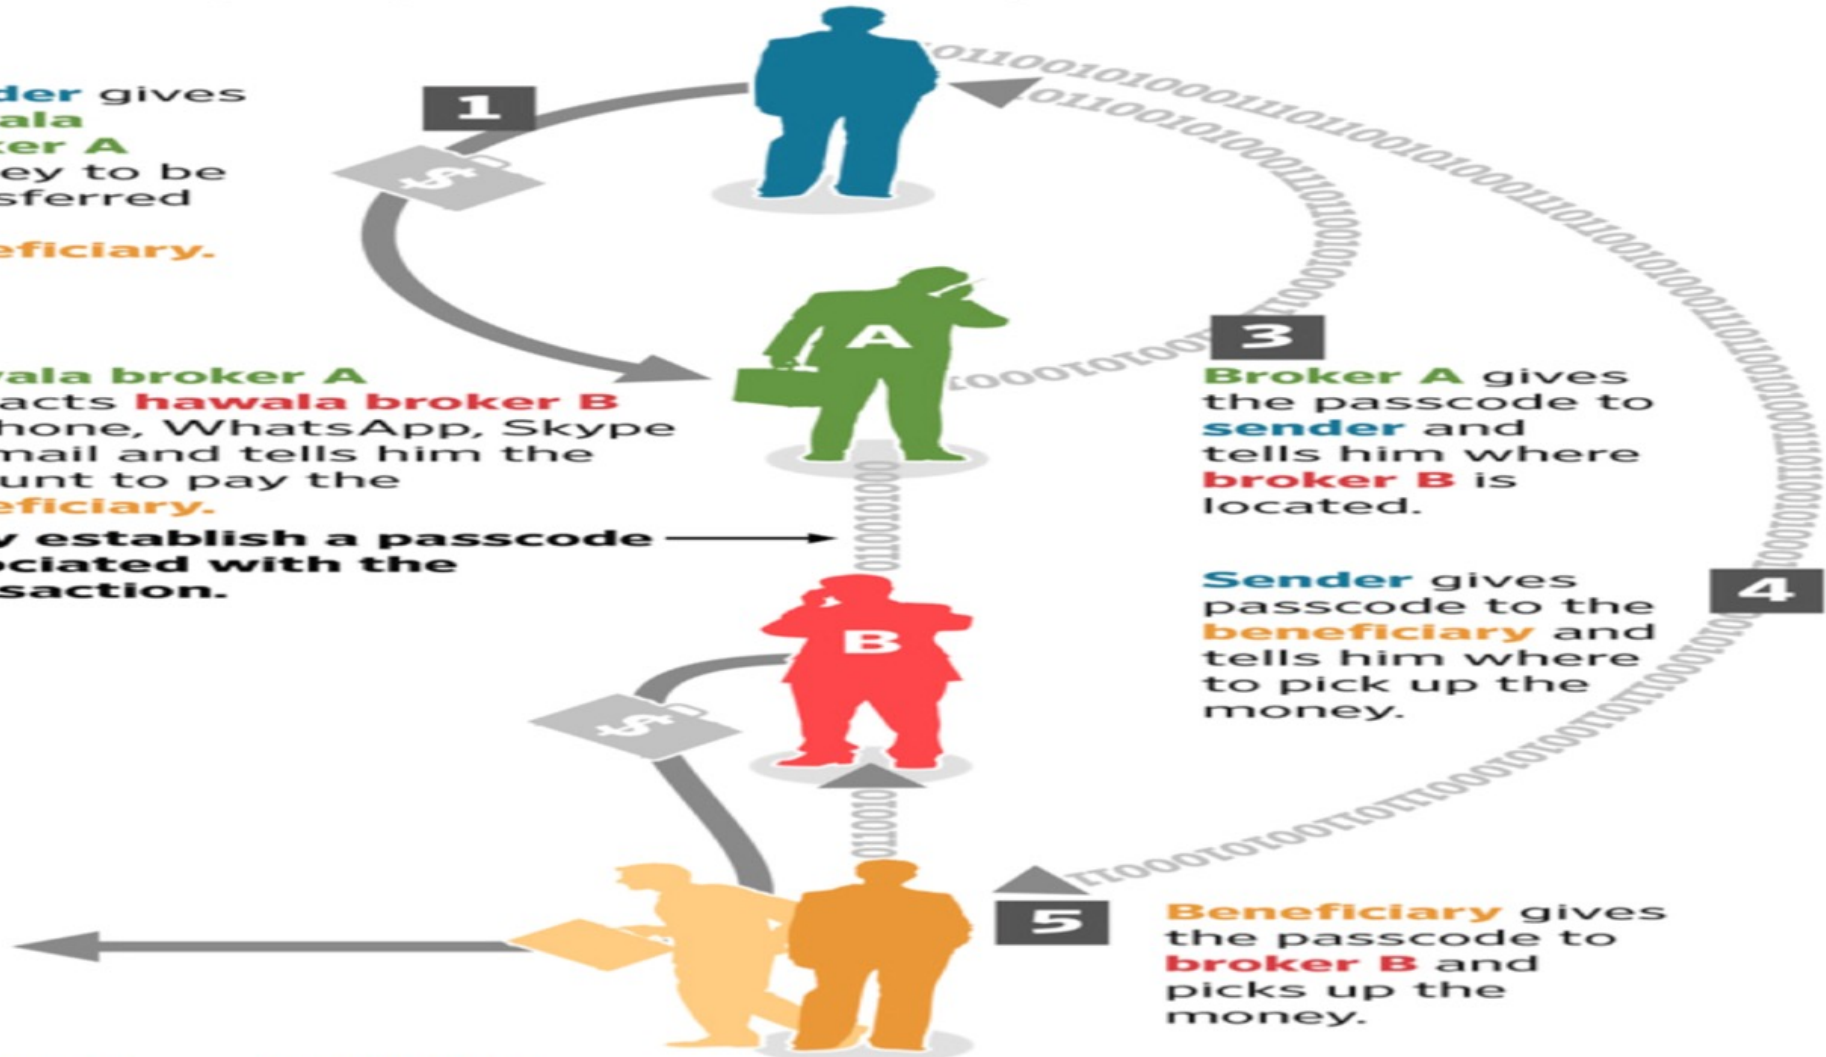 1
der gives
ala
ker A
ey to be
sferred
eficiary.
A
vala broker A
acts hawala broker B
hone, WhatsApp, Skype
mail and tells him the
unt to pay the
eficiary.
y establish a passcode
ociated with the
saction.
3
Broker A gives
the passcode to
sender and
tells him where
broker B is
located.
B
4
Sender gives
passcode to the
beneficiary and
tells him where
to pick up the
money.
5
Beneficiary gives
the passcode to
broker B and
picks up the
money.
$
$
0110010